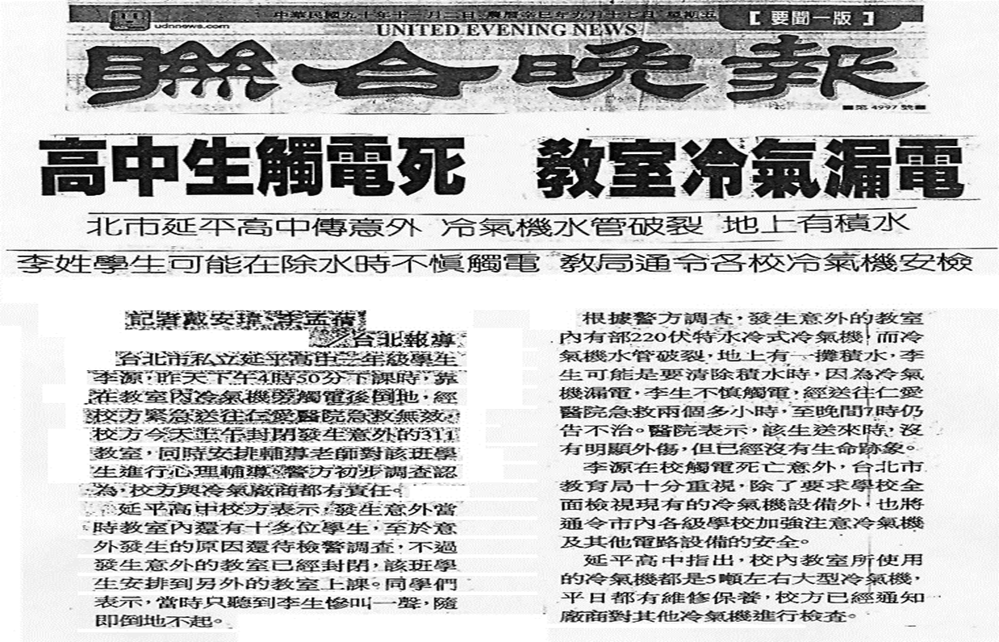 udnnews.com
中華民國九十年十一月二日 農曆辛巳年九月十七日 星期五
【要聞一版】
UNITED EVENING NEWS
聯合晚報
■第4997號■
高中生觸電死 教室冷氣漏電
北市延平高中傳意外 冷氣機水管破裂 地上有積水
李姓學生可能在除水時不慎觸電 教局通令各校冷氣機安檢
記者戴安瑋、李孟蒨
／台北報導
台北市私立延平高中二年級學生
李源,昨天下午4時50分下課時,靠
在教室內冷氣機旁觸電後倒地,經
校方緊急送往仁愛醫院急救無效。
校方今天上午封閉發生意外的311
教室,同時安排輔導老師對該班學
生進行心理輔導。警方初步調查認
為,校方與冷氣廠商都有責任。
延平高中校方表示,發生意外當
時教室內還有十多位學生,至於意
外發生的原因還待檢警調查,不過
發生意外的教室已經封閉,該班學
生安排到另外的教室上課。同學們
表示,當時只聽到李生慘叫一聲,隨
即倒地不起。
根據警方調查,發生意外的教室
內有部220伏特水冷式冷氣機,而冷
氣機水管破裂,地上有一攤積水,李
生可能是要清除積水時,因為冷氣
機漏電,李生不慎觸電,經送往仁愛
醫院急救兩個多小時,至晚間7時仍
告不治。醫院表示,該生送來時,沒
有明顯外傷,但已經沒有生命跡象。
李源在校觸電死亡意外,台北市
教育局十分重視,除了要求學校全
面檢視現有的冷氣機設備外,也將
通令市內各級學校加強注意冷氣機
及其他電路設備的安全。
延平高中指出,校內教室所使用
的冷氣機都是5噸左右大型冷氣機,
平日都有維修保養,校方已經通知
廠商對其他冷氣機進行檢查。